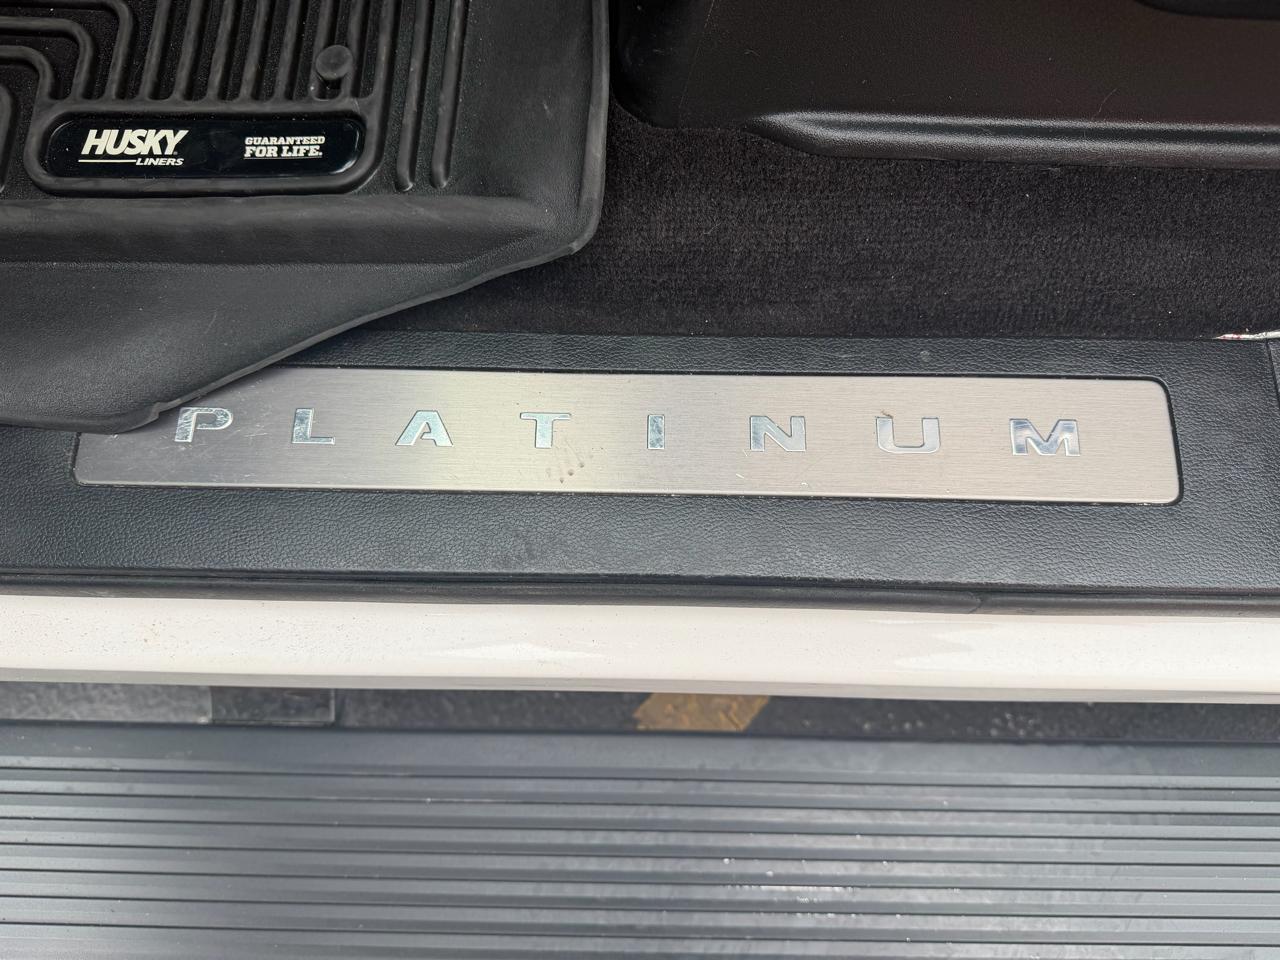 HUSKY
LINERS
GUARANTEED
FOR LIFE.
PLATINUM